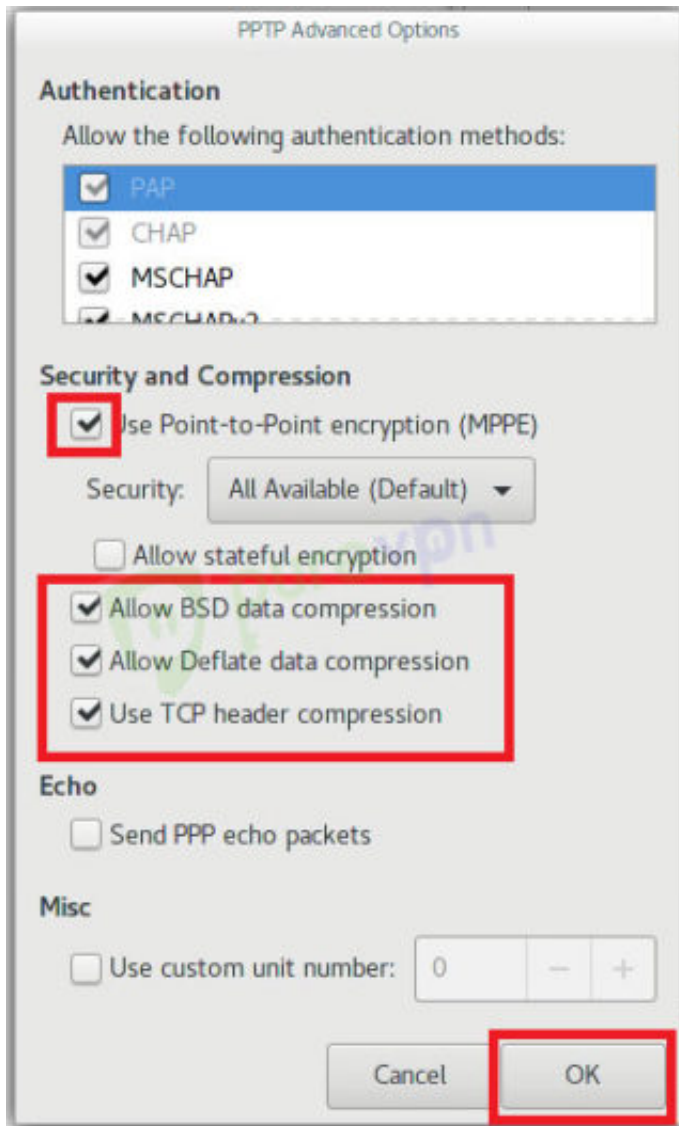 PPTP Advanced Options
Authentication
Allow the following authentication methods:
PAP
CHAP
MSCHAP
MSCHAPv2
Security and Compression
Use Point-to-Point encryption (MPPE)
Security: All Available (Default)
Allow stateful encryption
purevpn
Allow BSD data compression
Allow Deflate data compression
Use TCP header compression
Echo
Send PPP echo packets
Misc
Use custom unit number: 0 - +
Cancel OK